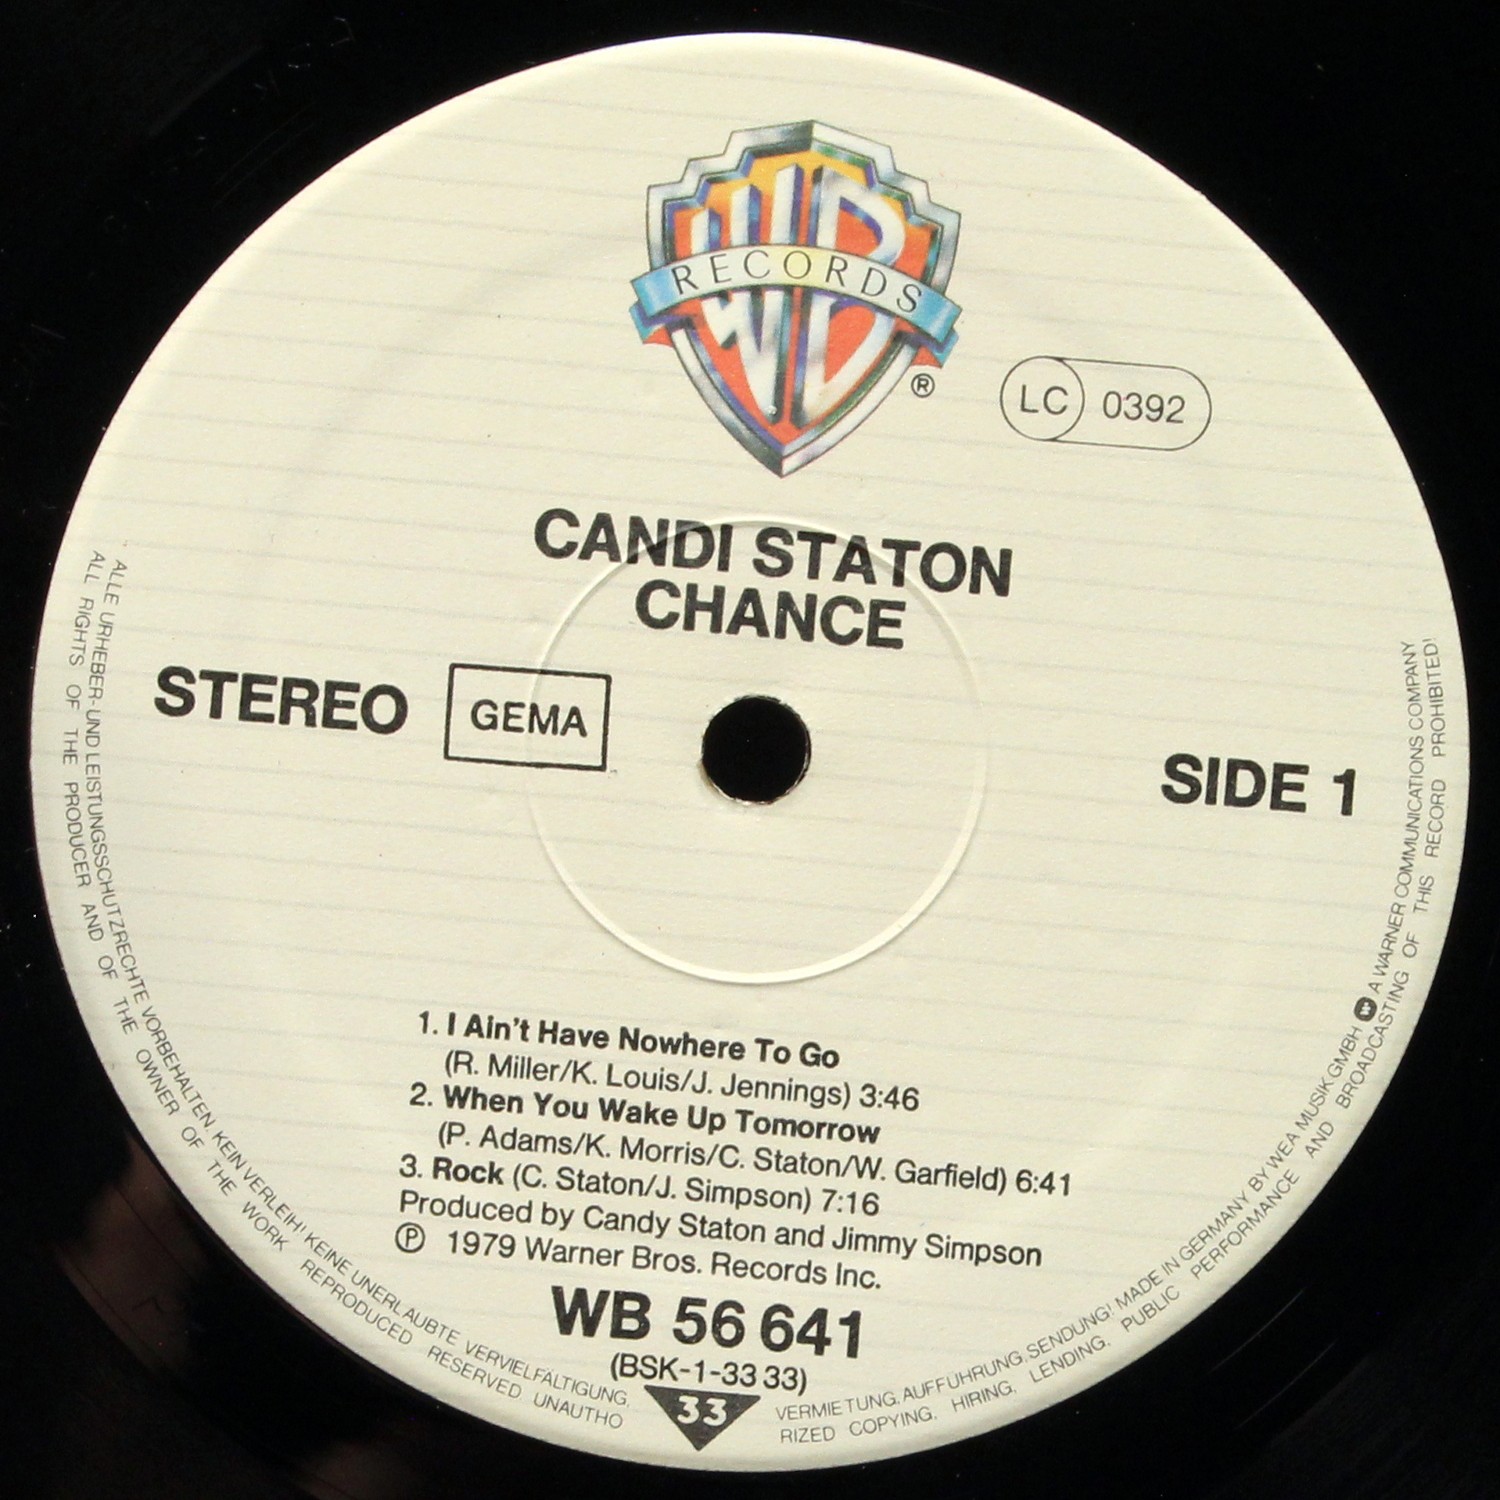 WB
RECORDS
®
LC 0392
CANDI STATON
CHANCE
STEREO GEMA
SIDE 1
1. I Ain't Have Nowhere To Go
(R. Miller/K. Louis/J. Jennings) 3:46
2. When You Wake Up Tomorrow
(P. Adams/K. Morris/C. Staton/W. Garfield) 6:41
3. Rock (C. Staton/J. Simpson) 7:16
Produced by Candy Staton and Jimmy Simpson
℗ 1979 Warner Bros. Records Inc.
WB 56 641
(BSK-1-33 33)
33
ALLE URHEBER- UND LEISTUNGSSCHUTZRECHTE VORBEHALTEN. KEIN VERLEIH! KEINE UNERLAUBTE VERVIELFÄLTIGUNG, VERMIETUNG, AUFFÜHRUNG, SENDUNG! MADE IN GERMANY. BY WEA MUSIK GMBH A WARNER COMMUNICATIONS COMPANY
ALL RIGHTS OF THE PRODUCER AND OF THE OWNER OF THE WORK REPRODUCED RESERVED UNAUTHORIZED COPYING, HIRING, LENDING, PUBLIC PERFORMANCE AND BROADCASTING OF THIS RECORD PROHIBITED!